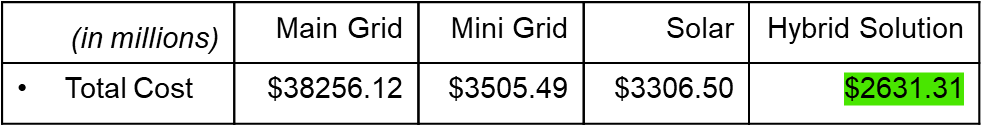 (in millions) Main Grid Mini Grid Solar Hybrid Solution
• Total Cost $38256.12 $3505.49 $3306.50 $2631.31